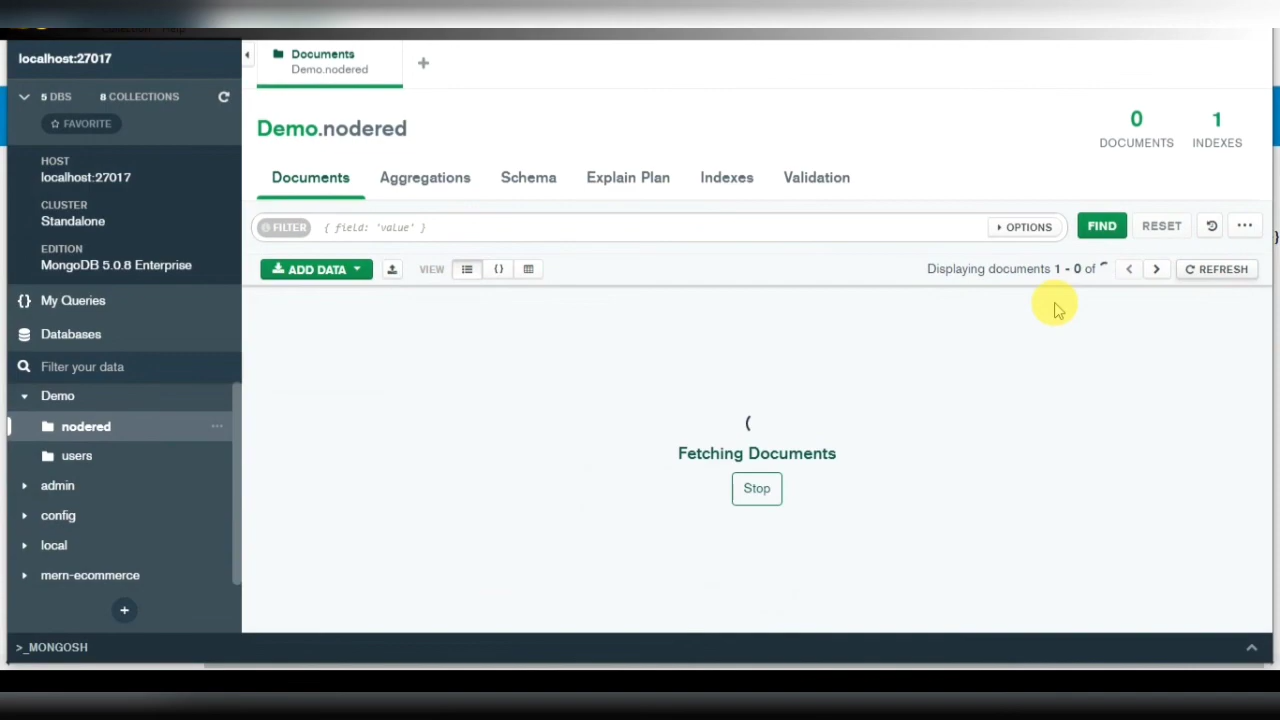 localhost:27017
5 DBS 8 COLLECTIONS
FAVORITE
HOST
localhost:27017
CLUSTER
Standalone
EDITION
MongoDB 5.0.8 Enterprise
{} My Queries
Databases
Filter your data
Demo
nodered ...
users
admin
config
local
mern-ecommerce
+
>_MONGOSH
Documents
Demo.nodered
+
Demo.nodered
0
DOCUMENTS
1
INDEXES
Documents Aggregations Schema Explain Plan Indexes Validation
FILTER { field: 'value' } OPTIONS FIND RESET ...
ADD DATA VIEW {} Displaying documents 1 - 0 of REFRESH
Fetching Documents
Stop
}